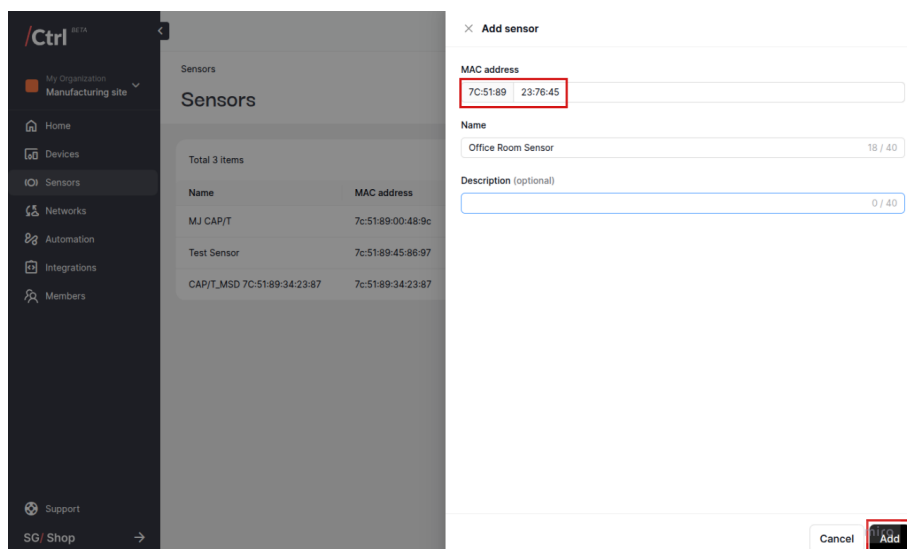 /Ctrl BETA
My Organization
Manufacturing site
Home
Devices
Sensors
Networks
Automation
Integrations
Members
Support
SG/ Shop
Sensors
Sensors
Total 3 items
Name MAC address
MJ CAP/T 7c:51:89:00:48:9c
Test Sensor 7c:51:89:45:86:97
CAP/T_MSD 7C:51:89:34:23:87 7c:51:89:34:23:87
Add sensor
MAC address
7C:51:89 23:76:45
Name
Office Room Sensor 18 / 40
Description (optional)
0 / 40
Cancel Add